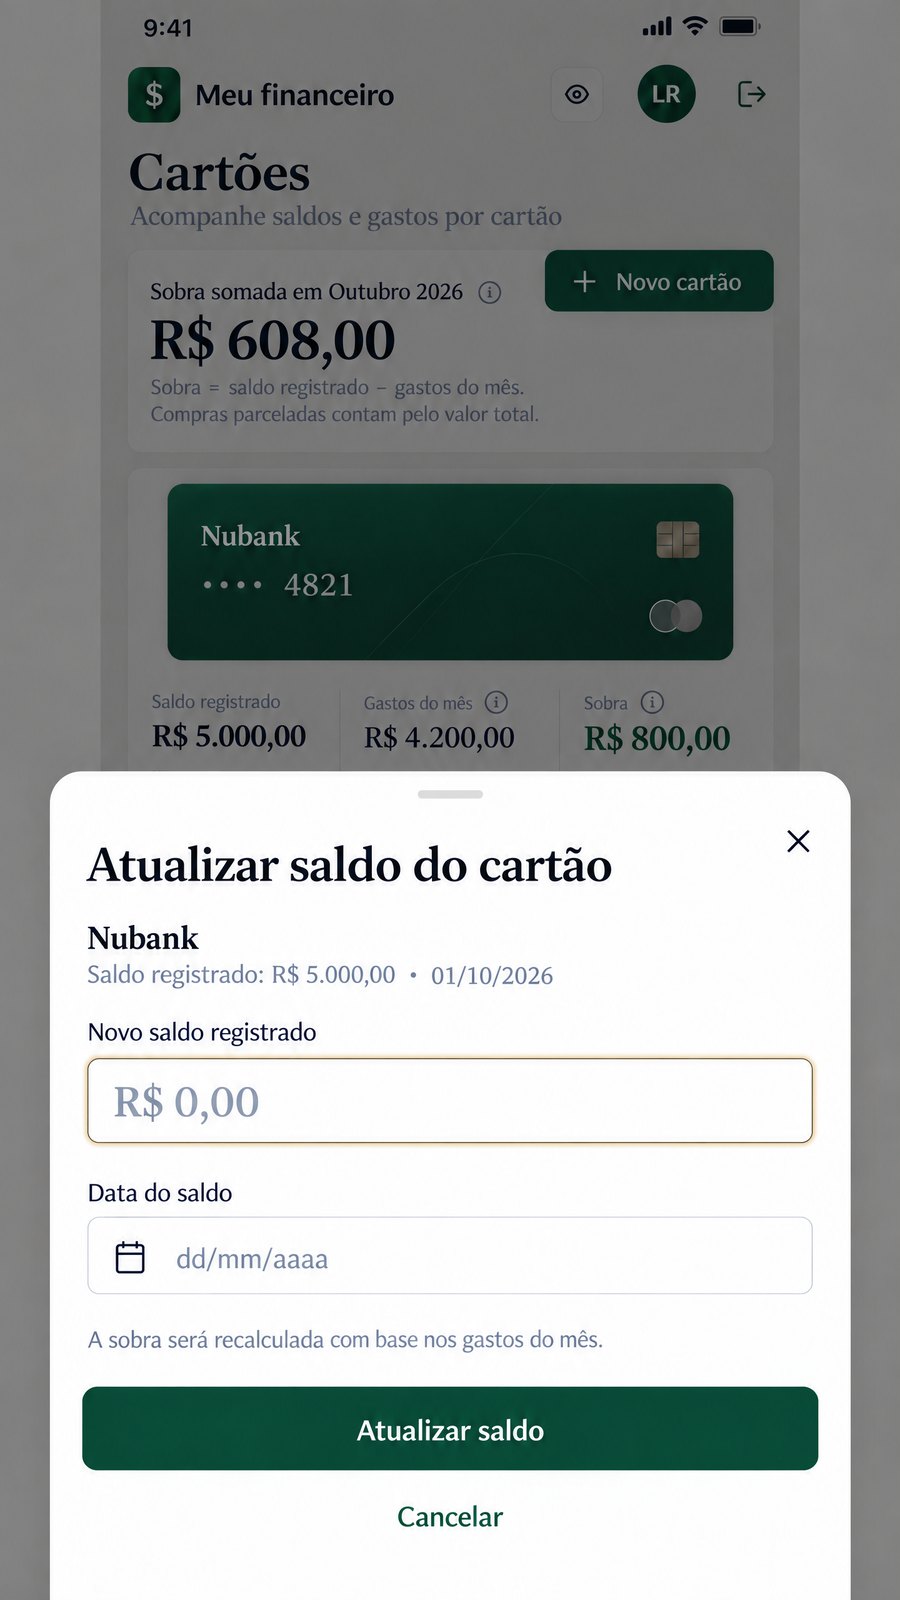 9:41
$ Meu financeiro LR
Cartões
Acompanhe saldos e gastos por cartão
+ Novo cartão
Sobra somada em Outubro 2026
R$ 608,00
Sobra = saldo registrado – gastos do mês.
Compras parceladas contam pelo valor total.
Nubank
•••• 4821
Saldo registrado
R$ 5.000,00
Gastos do mês
R$ 4.200,00
Sobra
R$ 800,00
Atualizar saldo do cartão
Nubank
Saldo registrado: R$ 5.000,00 • 01/10/2026
Novo saldo registrado
R$ 0,00
Data do saldo
dd/mm/aaaa
A sobra será recalculada com base nos gastos do mês.
Atualizar saldo
Cancelar